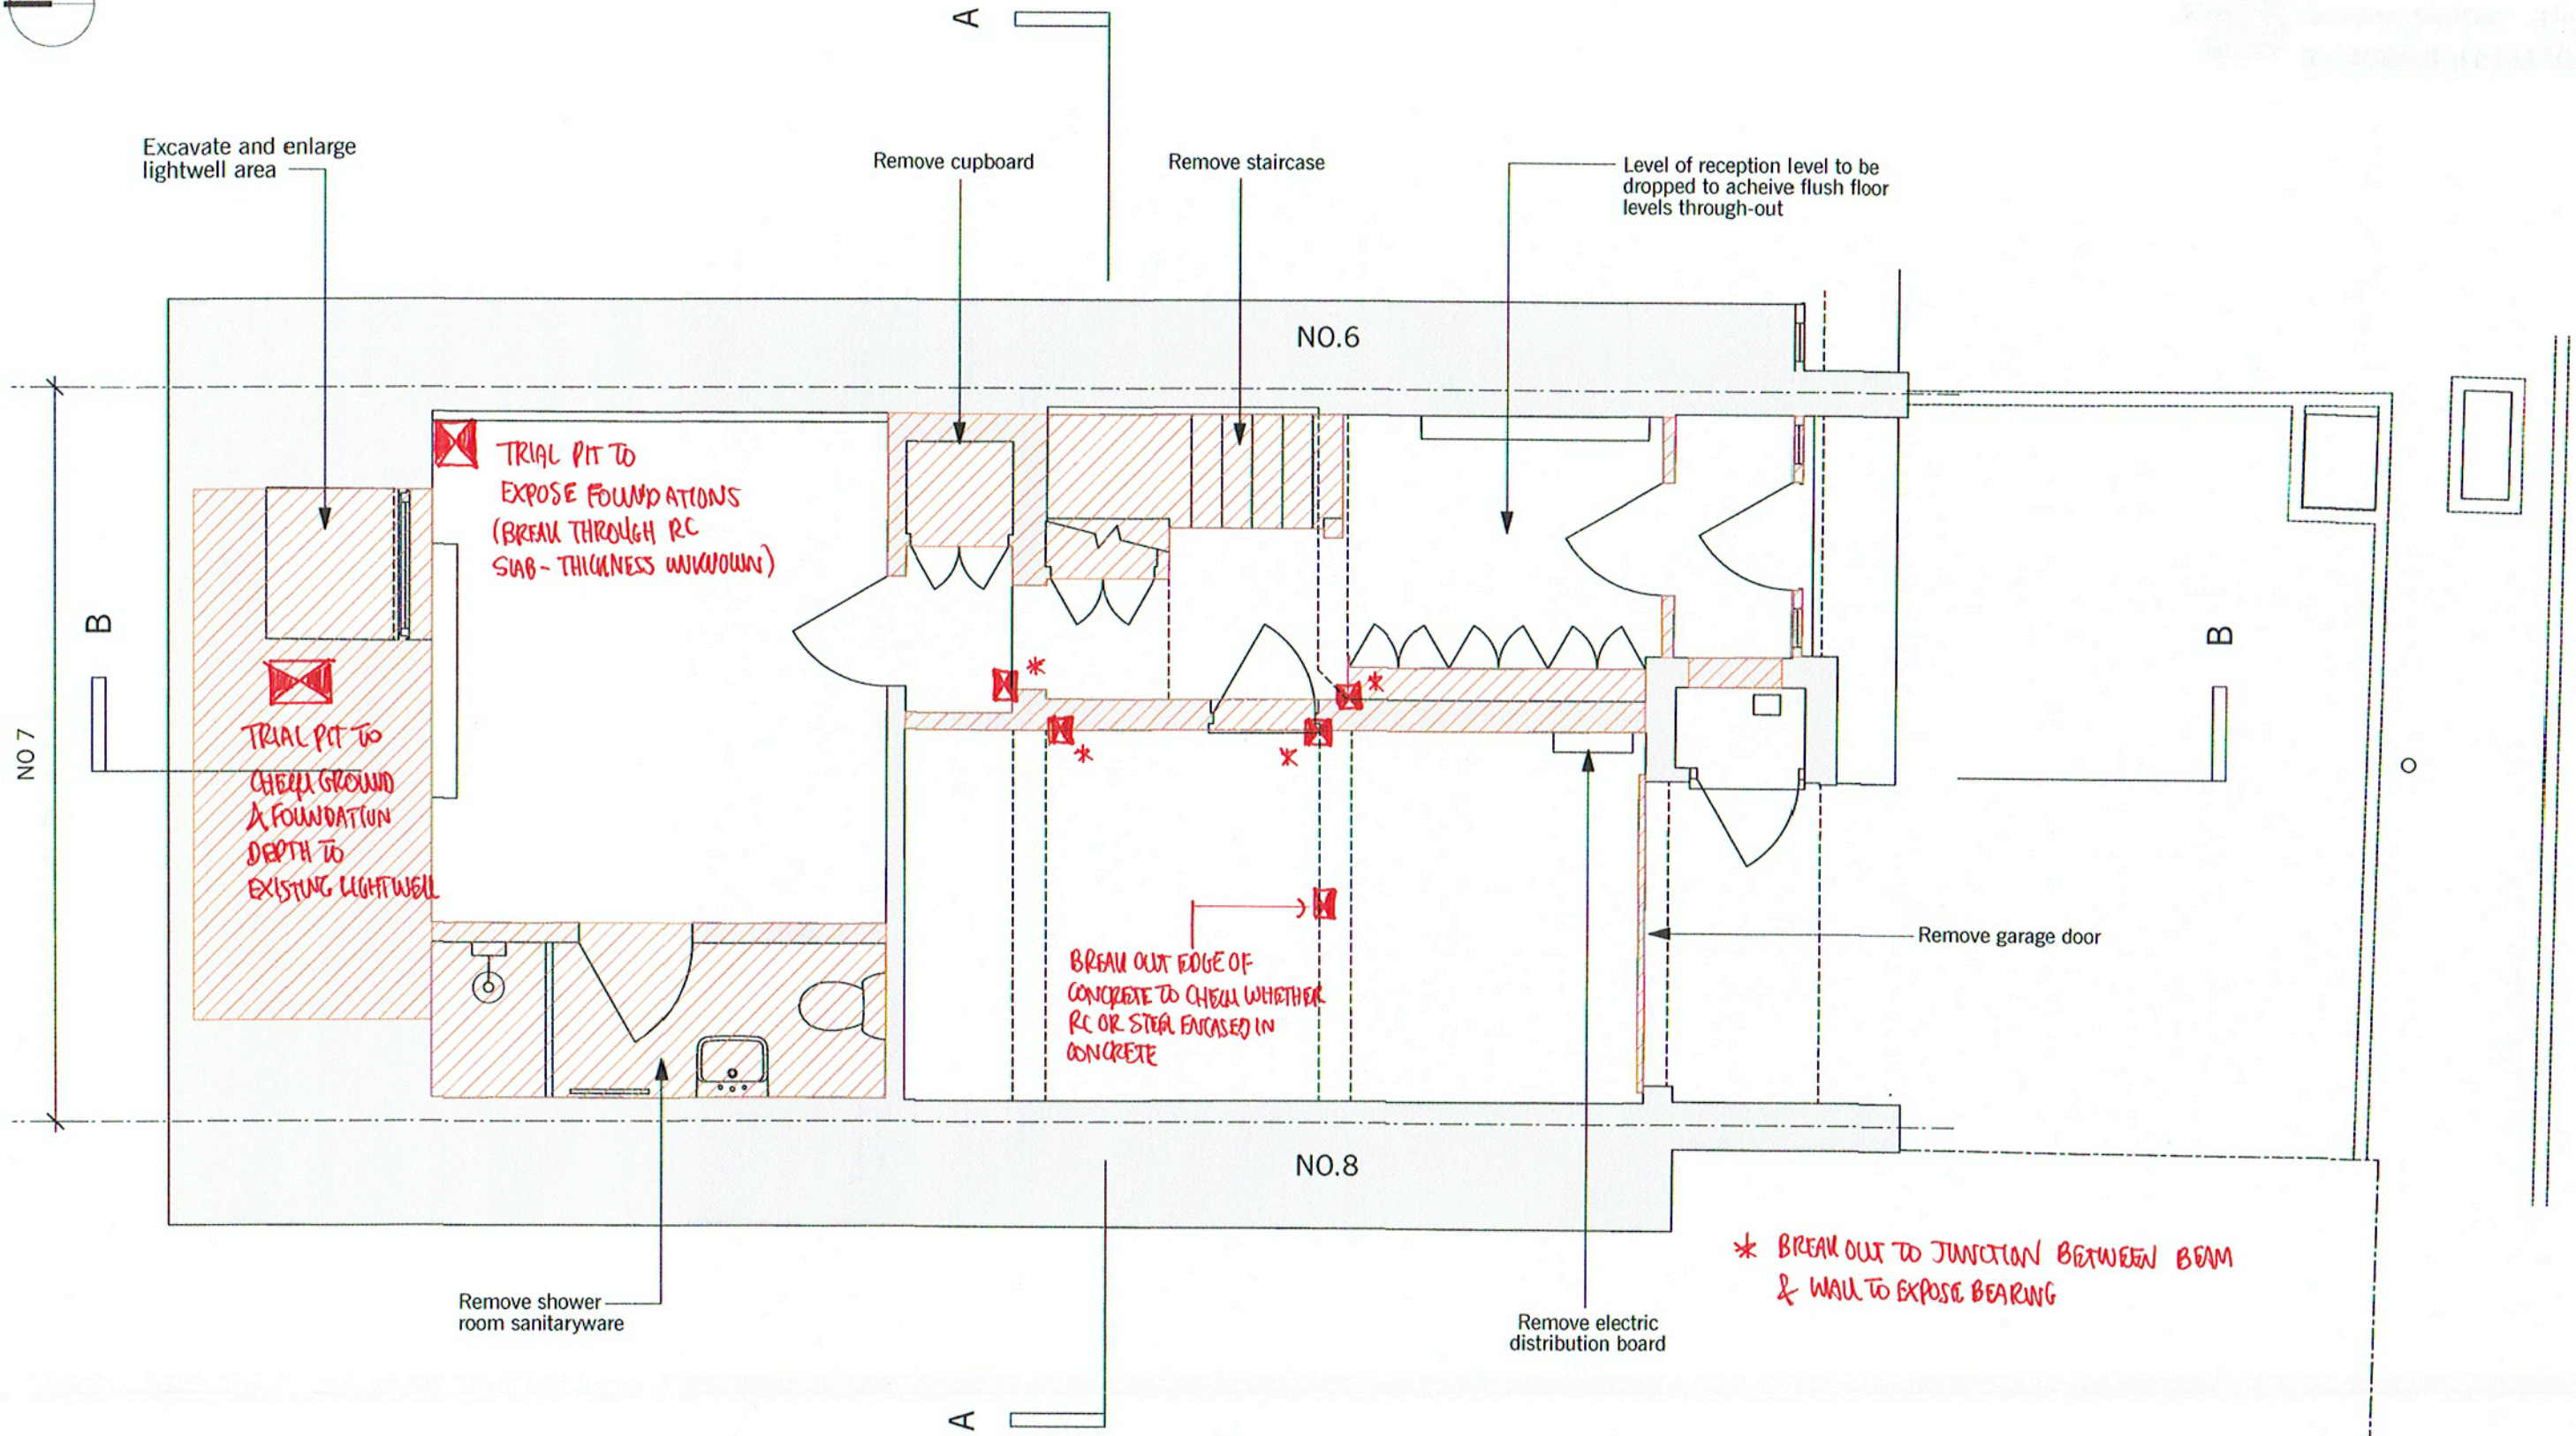 A
Excavate and enlarge
lightwell area
Remove cupboard
Remove staircase
Level of reception level to be
dropped to acheive flush floor
levels through-out
NO.6
TRIAL PIT TO
EXPOSE FOUNDATIONS
(BREAK THROUGH RC
SLAB - THICKNESS UNKNOWN)
B
B
*
*
NO 7
TRIAL PIT TO
CHECK GROUND
& FOUNDATION
DEPTH TO
EXISTING LIGHTWELL
*
*
BREAK OUT EDGE OF
CONCRETE TO CHECK WHETHER
RC OR STEEL ENCASED IN
CONCRETE
Remove garage door
NO.8
* BREAK OUT TO JUNCTION BETWEEN BEAM
& WALL TO EXPOSE BEARING
Remove shower
room sanitaryware
Remove electric
distribution board
A